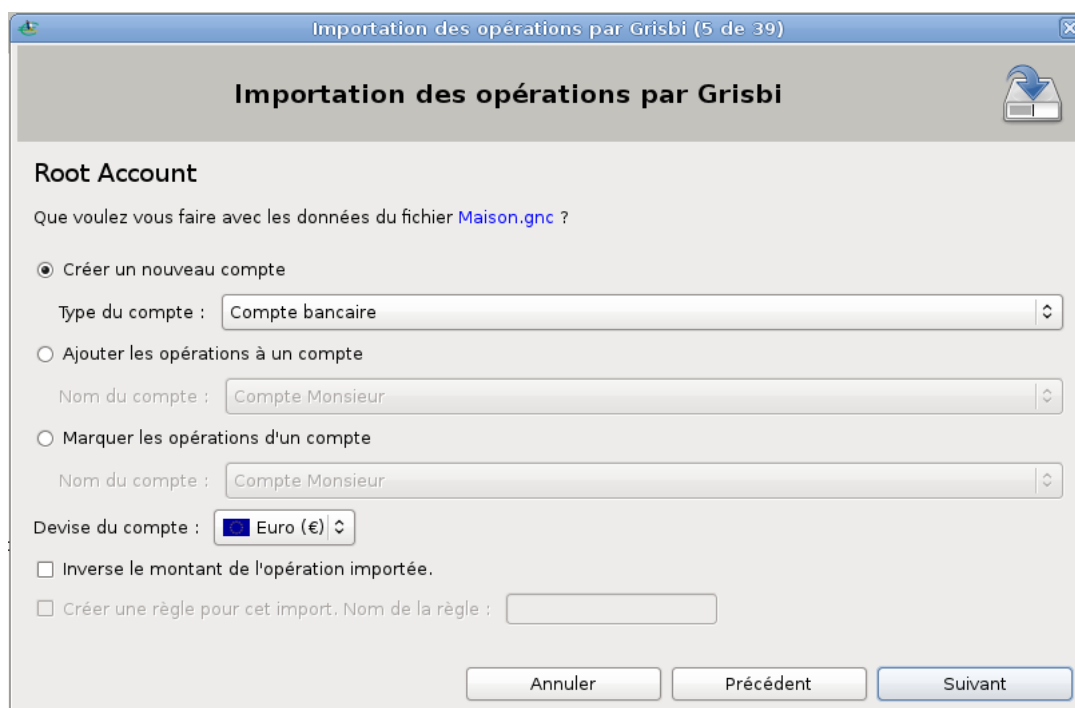 Importation des opérations par Grisbi (5 de 39)
Importation des opérations par Grisbi
Root Account
Que voulez vous faire avec les données du fichier Maison.gnc ?
Créer un nouveau compte
Type du compte : Compte bancaire
Ajouter les opérations à un compte
Nom du compte : Compte Monsieur
Marquer les opérations d'un compte
Nom du compte : Compte Monsieur
Devise du compte : Euro (€)
Inverse le montant de l'opération importée.
Créer une règle pour cet import. Nom de la règle :
Annuler Précédent Suivant